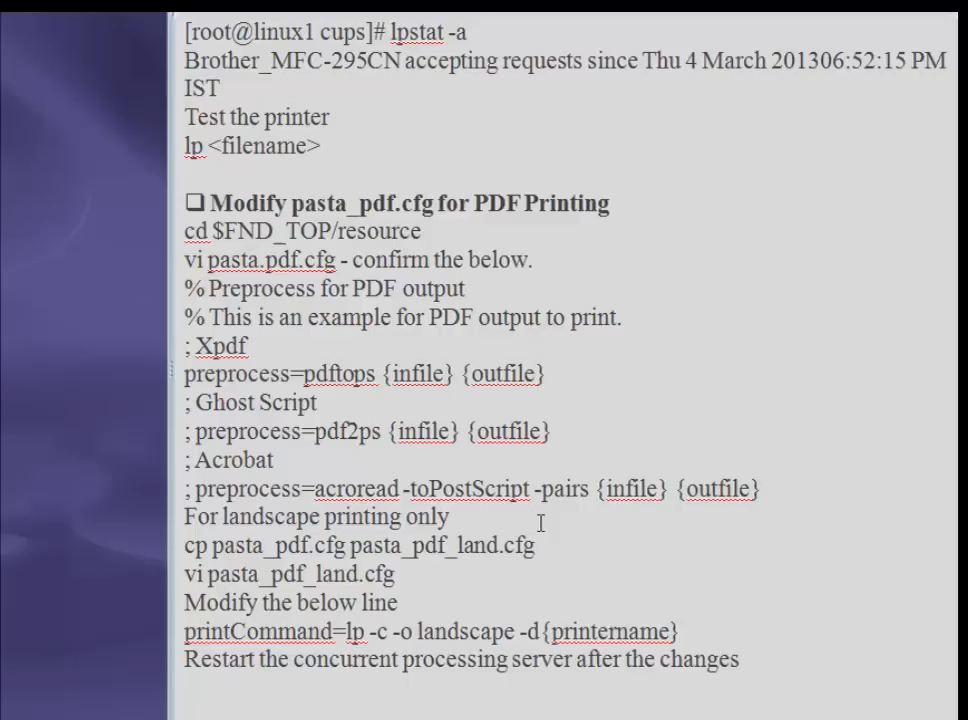 [root@linux1 cups]# lpstat -a
Brother_MFC-295CN accepting requests since Thu 4 March 201306:52:15 PM
IST
Test the printer
lp <filename>
❑ Modify pasta_pdf.cfg for PDF Printing
cd $FND_TOP/resource
vi pasta.pdf.cfg - confirm the below.
% Preprocess for PDF output
% This is an example for PDF output to print.
; Xpdf
preprocess=pdftops {infile} {outfile}
; Ghost Script
; preprocess=pdf2ps {infile} {outfile}
; Acrobat
; preprocess=acroread -toPostScript -pairs {infile} {outfile}
For landscape printing only
cp pasta_pdf.cfg pasta_pdf_land.cfg
vi pasta_pdf_land.cfg
Modify the below line
printCommand=lp -c -o landscape -d{printername}
Restart the concurrent processing server after the changes